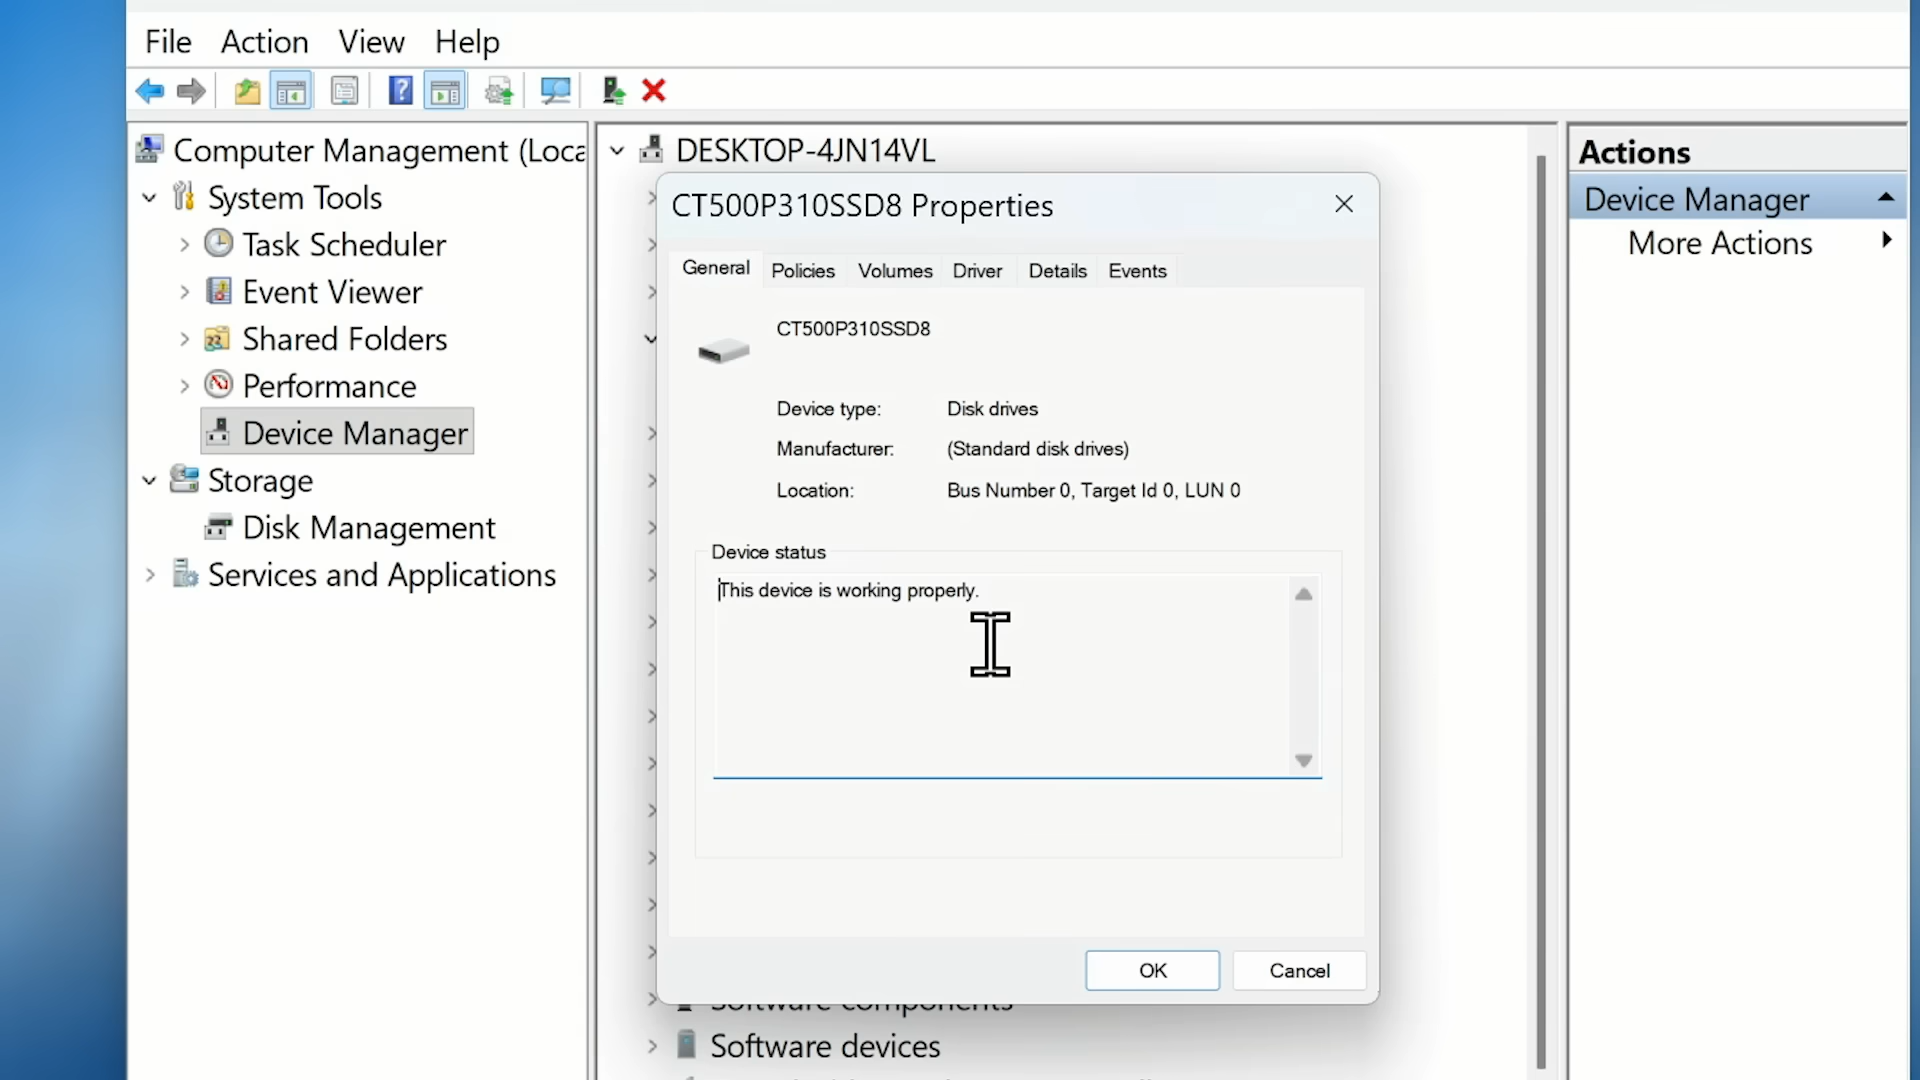 File Action View Help
Computer Management (Loca
System Tools
Task Scheduler
Event Viewer
Shared Folders
Performance
Device Manager
Storage
Disk Management
Services and Applications
DESKTOP-4JN14VL
CT500P310SSD8 Properties
General Policies Volumes Driver Details Events
CT500P310SSD8
Device type: Disk drives
Manufacturer: (Standard disk drives)
Location: Bus Number 0, Target Id 0, LUN 0
Device status
This device is working properly.
OK Cancel
Software components
Software devices
Actions
Device Manager
More Actions